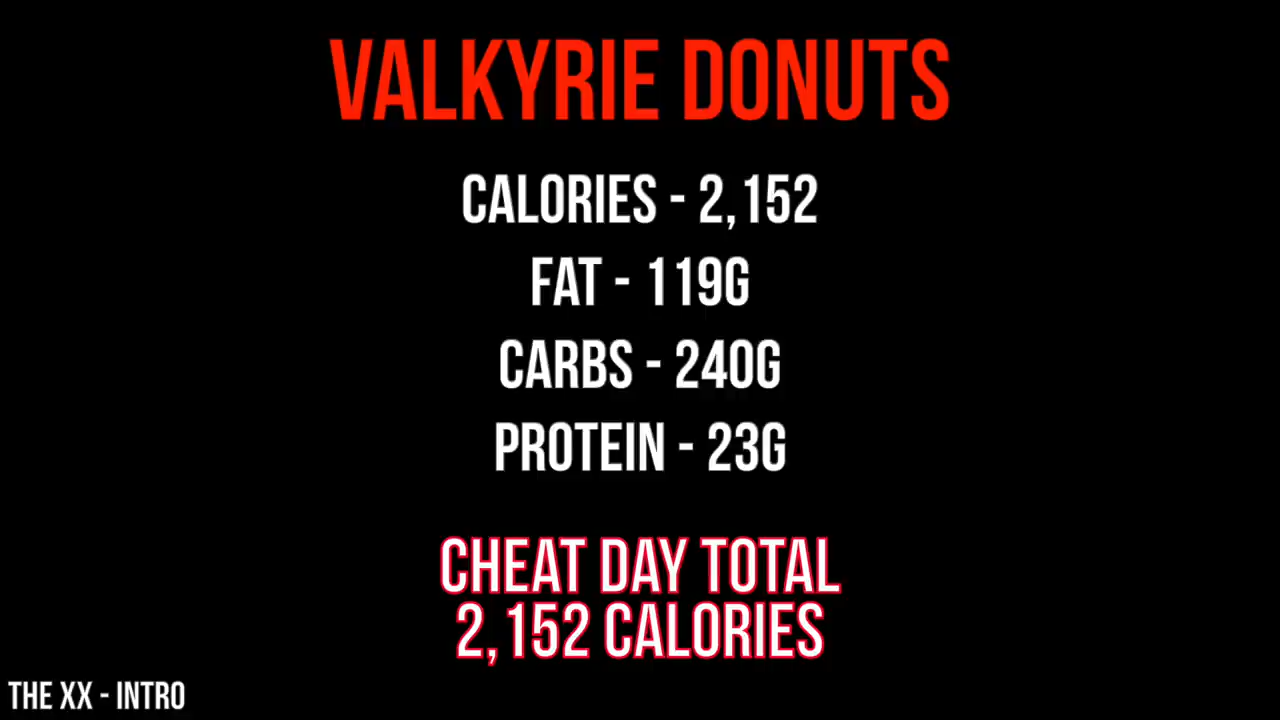 VALKYRIE DONUTS
CALORIES - 2,152
FAT - 119G
CARBS - 240G
PROTEIN - 23G
CHEAT DAY TOTAL
2,152 CALORIES
THE XX - INTRO